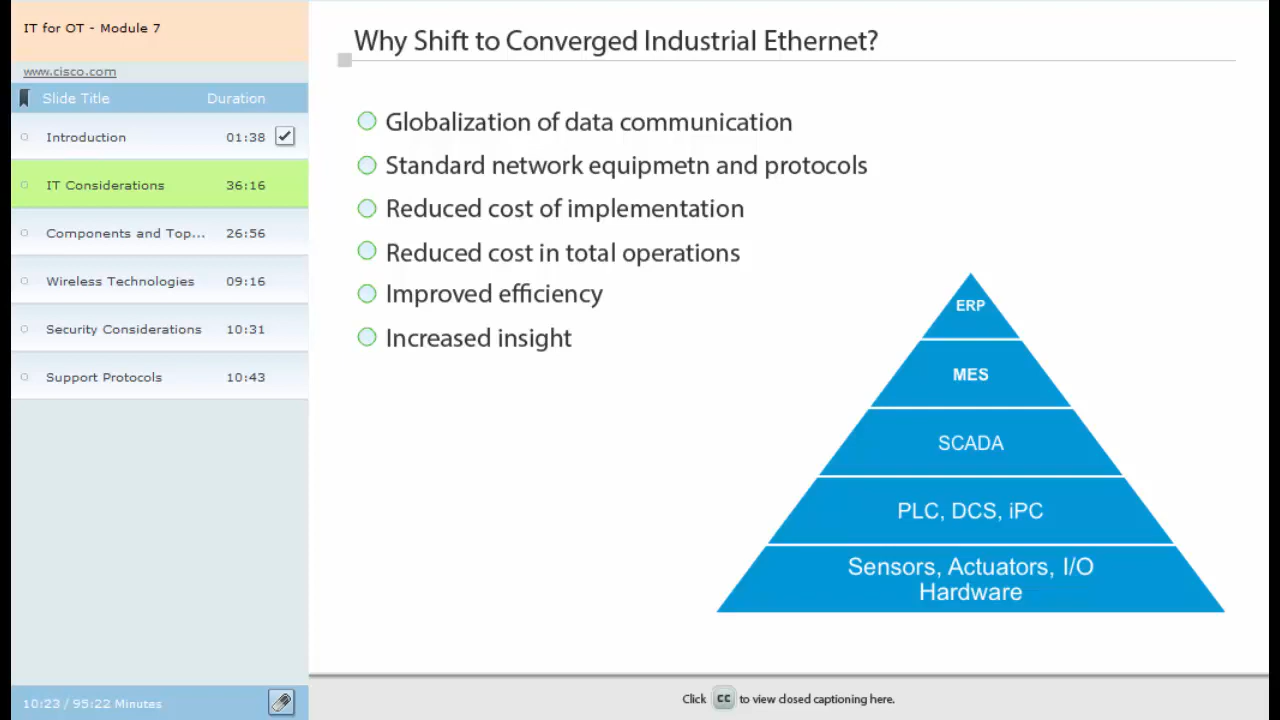 IT for OT - Module 7
www.cisco.com
Slide Title Duration
Introduction 01:38
IT Considerations 36:16
Components and Top... 26:56
Wireless Technologies 09:16
Security Considerations 10:31
Support Protocols 10:43
10:23 / 95:22 Minutes
Why Shift to Converged Industrial Ethernet?
Globalization of data communication
Standard network equipmetn and protocols
Reduced cost of implementation
Reduced cost in total operations
Improved efficiency
Increased insight
ERP
MES
SCADA
PLC, DCS, iPC
Sensors, Actuators, I/O
Hardware
Click CC to view closed captioning here.